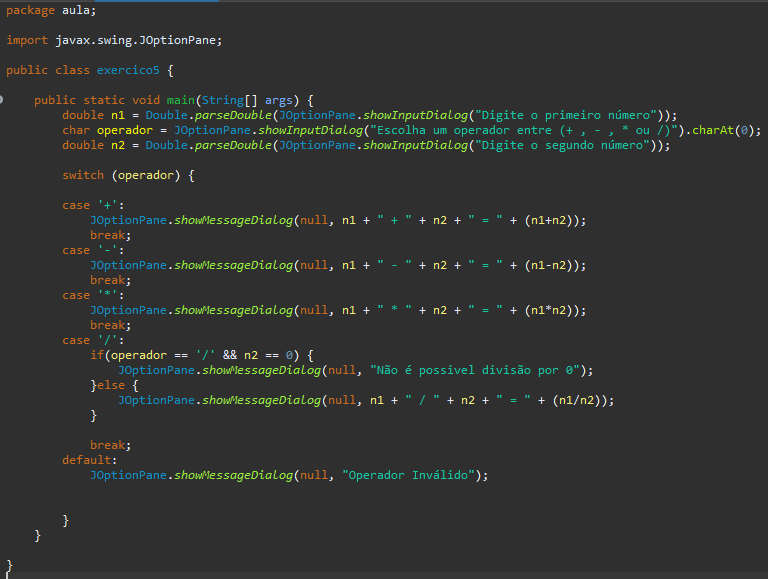 package aula;
import javax.swing.JOptionPane;
public class exercico5 {
public static void main(String[] args) {
double n1 = Double.parseDouble(JOptionPane.showInputDialog("Digite o primeiro número"));
char operador = JOptionPane.showInputDialog("Escolha um operador entre (+ , - , * ou /)").charAt(0);
double n2 = Double.parseDouble(JOptionPane.showInputDialog("Digite o segundo número"));
switch (operador) {
case '+':
JOptionPane.showMessageDialog(null, n1 + " + " + n2 + " = " + (n1+n2));
break;
case '-':
JOptionPane.showMessageDialog(null, n1 + " - " + n2 + " = " + (n1-n2));
break;
case '*':
JOptionPane.showMessageDialog(null, n1 + " * " + n2 + " = " + (n1*n2));
break;
case '/':
if(operador == '/' && n2 == 0) {
JOptionPane.showMessageDialog(null, "Não é possivel divisão por 0");
}else {
JOptionPane.showMessageDialog(null, n1 + " / " + n2 + " = " + (n1/n2));
}
break;
default:
JOptionPane.showMessageDialog(null, "Operador Inválido");
}
}
}